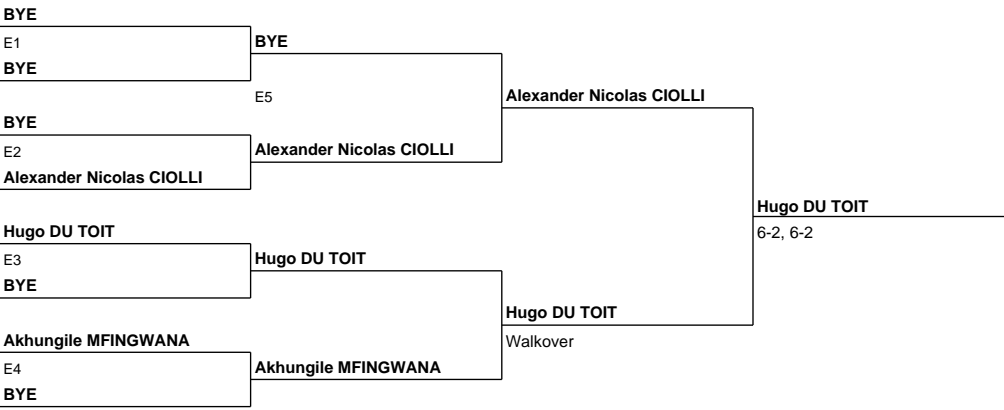 BYE
E1
BYE
BYE
E2
Alexander Nicolas CIOLLI
Hugo DU TOIT
E3
BYE
Akhungile MFINGWANA
E4
BYE
BYE
E5
Alexander Nicolas CIOLLI
Hugo DU TOIT
Akhungile MFINGWANA
Alexander Nicolas CIOLLI
Hugo DU TOIT
Walkover
Hugo DU TOIT
6-2, 6-2